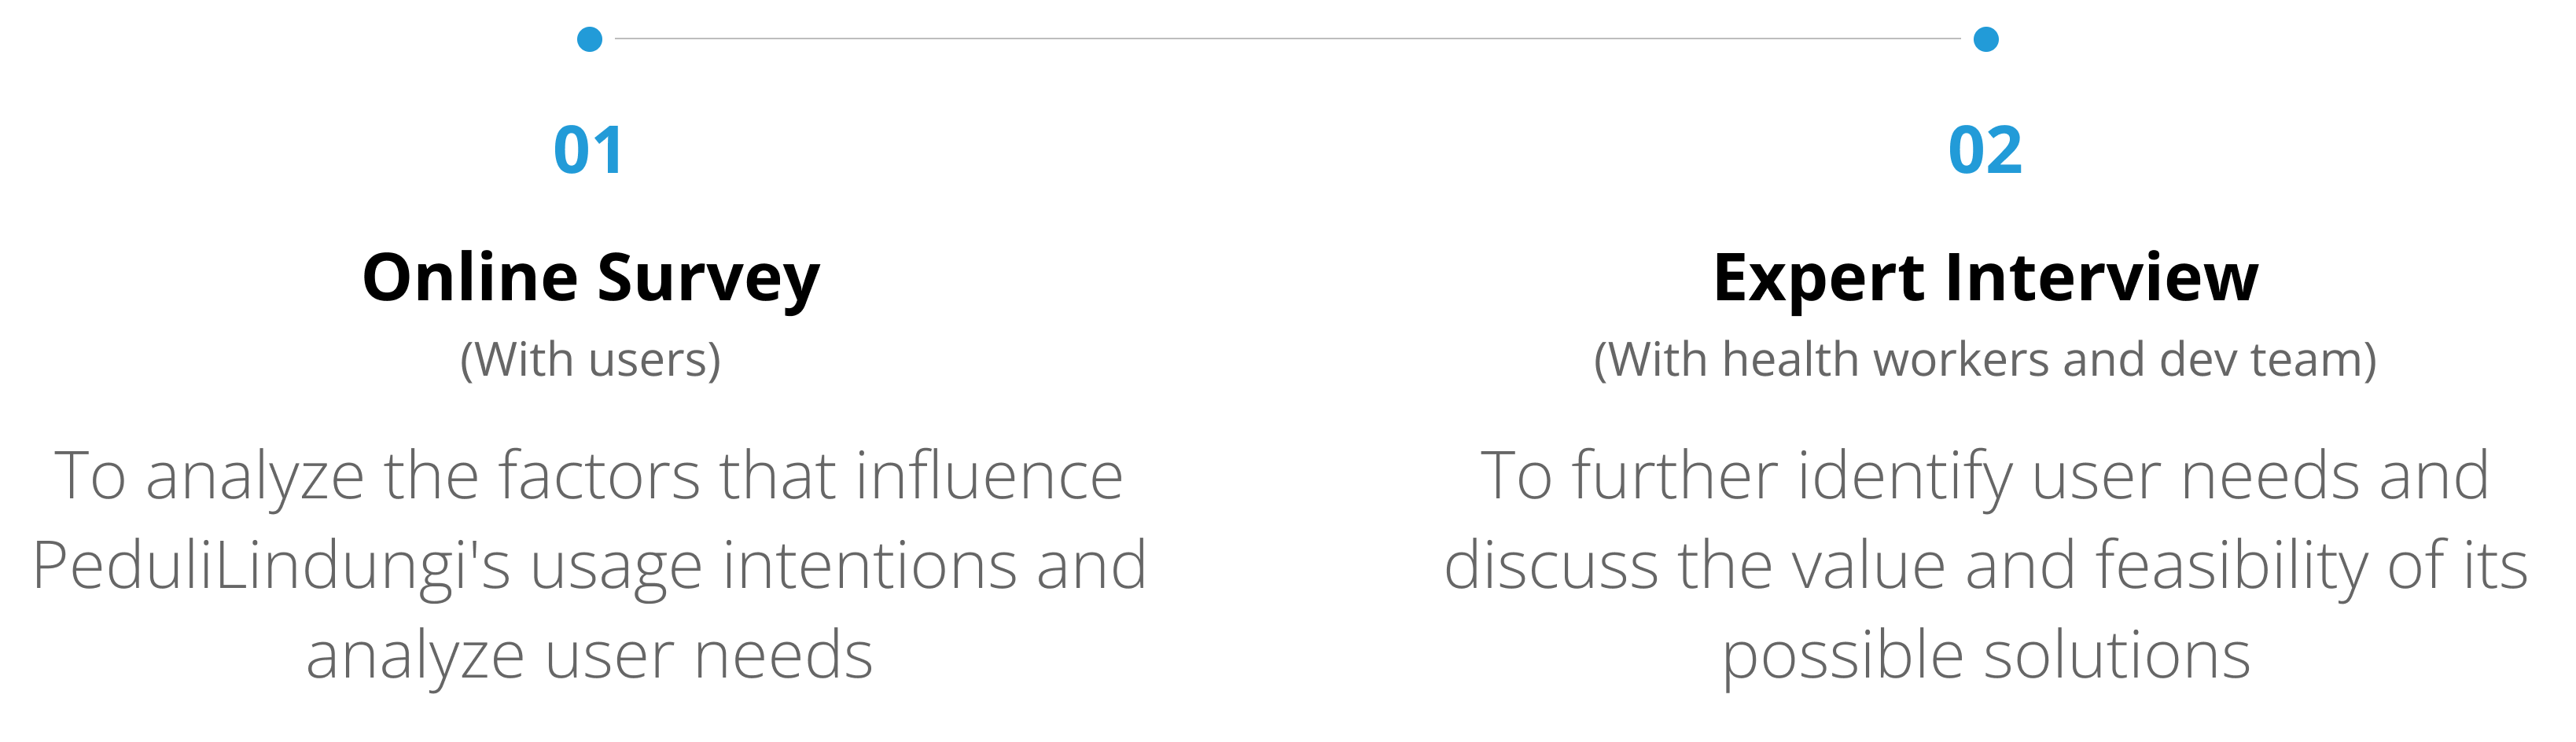 01
Online Survey
(With users)
To analyze the factors that influence
PeduliLindungi's usage intentions and
analyze user needs
02
Expert Interview
(With health workers and dev team)
To further identify user needs and
discuss the value and feasibility of its
possible solutions